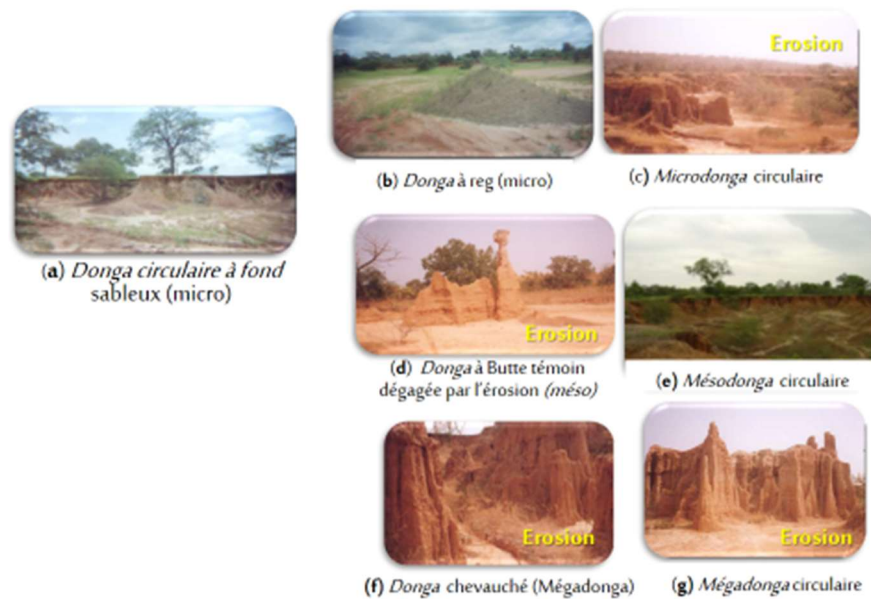 Erosion
(b) Donga à reg (micro)
(c) Microdonga circulaire
(a) Donga circulaire à fond
sableux (micro)
Erosion
(d) Donga à Butte témoin
dégagée par l'érosion (méso)
(e) Mésodonga circulaire
Erosion
Erosion
(f) Donga chevauché (Mégadonga)
(g) Mégadonga circulaire